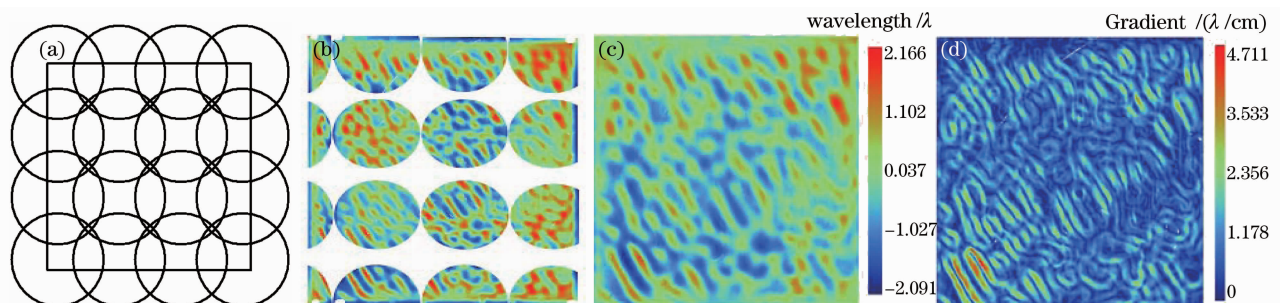 (a)
(b)
(c)
wavelength /λ
2.166
1.102
0.037
−1.027
−2.091
(d)
Gradient /(λ /cm)
4.711
3.533
2.356
1.178
0